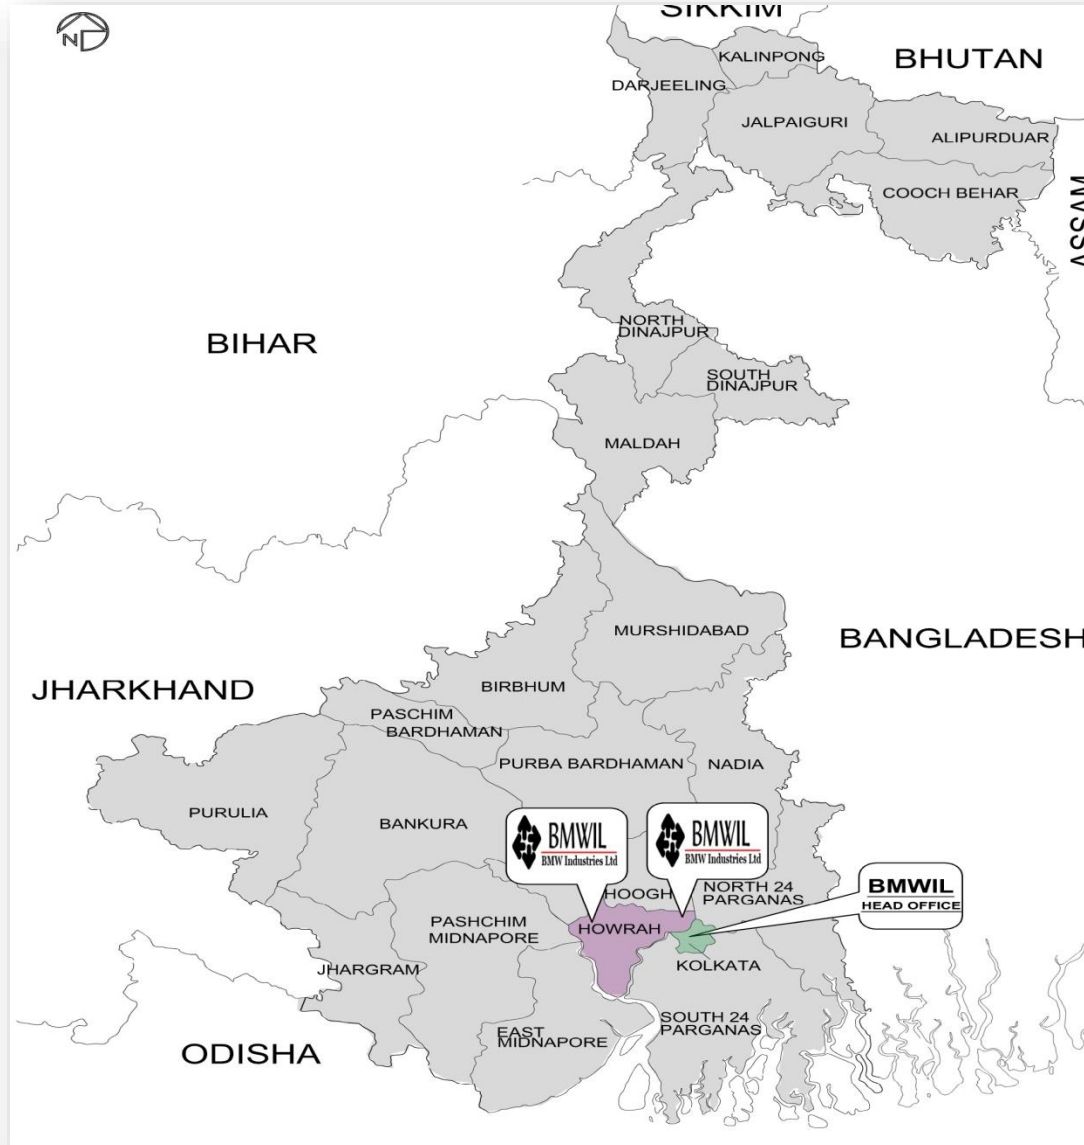 SIKKIM
N
KALINPONG
BHUTAN
DARJEELING
JALPAIGURI
ALIPURDUAR
ASSAM
COOCH BEHAR
NORTH
DINAJPUR
BIHAR
SOUTH
DINAJPUR
MALDAH
MURSHIDABAD
BANGLADESH
JHARKHAND
BIRBHUM
PASCHIM
BARDHAMAN
PURBA BARDHAMAN
NADIA
PURULIA
BANKURA
BMWIL
BMW Industries Ltd
BMWIL
BMW Industries Ltd
HOOGH
NORTH 24
PARGANAS
BMWIL
HEAD OFFICE
PASHCHIM
MIDNAPORE
HOWRAH
KOLKATA
JHARGRAM
SOUTH 24
PARGANAS
EAST
MIDNAPORE
ODISHA